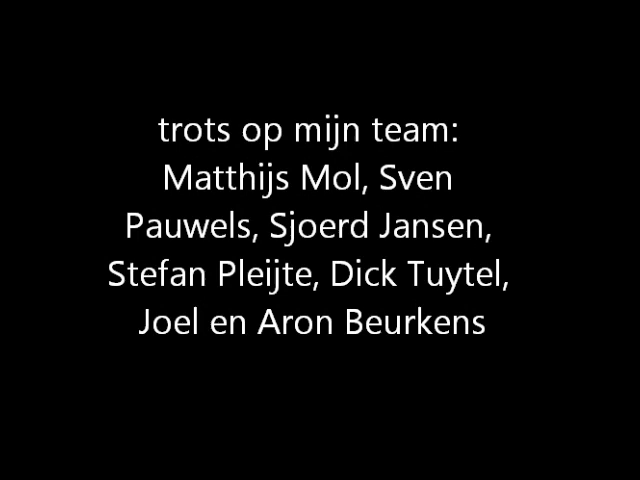 trots op mijn team:
Matthijs Mol, Sven
Pauwels, Sjoerd Jansen,
Stefan Pleijte, Dick Tuytel,
Joel en Aron Beurkens